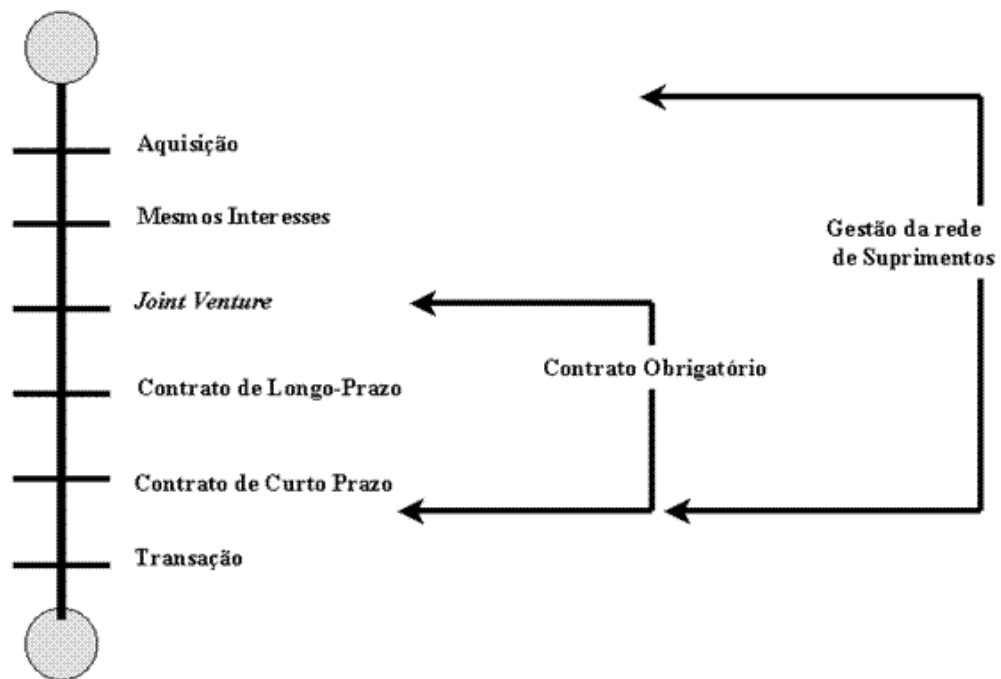 Aquisição
Mesmos Interesses
Gestão da rede
de Suprimentos
Joint Venture
Contrato Obrigatório
Contrato de Longo-Prazo
Contrato de Curto Prazo
Transação